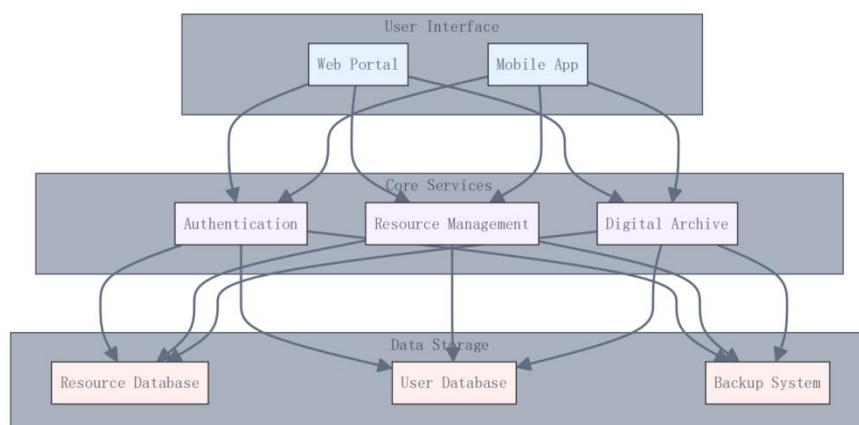 User Interface
Web Portal
Mobile App
Core Services
Authentication
Resource Management
Digital Archive
Data Storage
Resource Database
User Database
Backup System